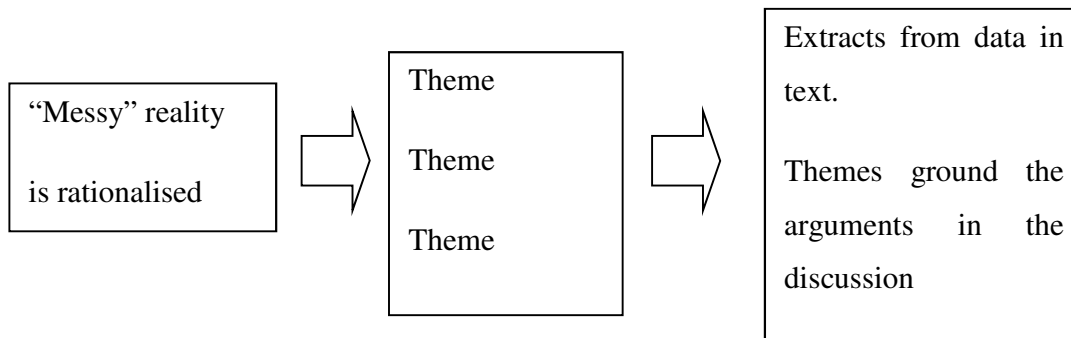 “Messy” reality
is rationalised
Theme
Theme
Theme
Extracts from data in
text.
Themes ground the
arguments in the
discussion